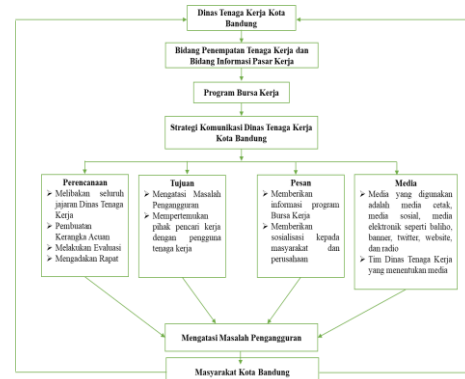 Dinas Tenaga Kerja Kota
Bandung
Bidang Penempatan Tenaga Kerja dan
Bidang Informasi Pasar Kerja
Program Bursa Kerja
Strategi Komunikasi Dinas Tenaga Kerja
Kota Bandung
Perencanaan
➢ Melibakan seluruh
jajaran Dinas Tenaga
Kerja
➢ Pembuatan
Kerangka Acuan
➢ Melakukan Evaluasi
➢ Mengadakan Rapat
Tujuan
➢ Mengatasi Masalah
Pengangguran
➢ Mempertemukan
pihak pencari kerja
dengan pengguna
tenaga kerja
Pesan
➢ Memberikan
informasi program
Bursa Kerja
➢ Memberikan
sosialisasi kepada
masyarakat dan
perusahaan
Media
➢ Media yang digunakan
adalah media cetak,
media sosial, media
elektronik seperti baliho,
banner, twitter, website,
dan radio
➢ Tim Dinas Tenaga Kerja
yang menentukan media
Mengatasi Masalah Pengangguran
Masyarakat Kota Bandung